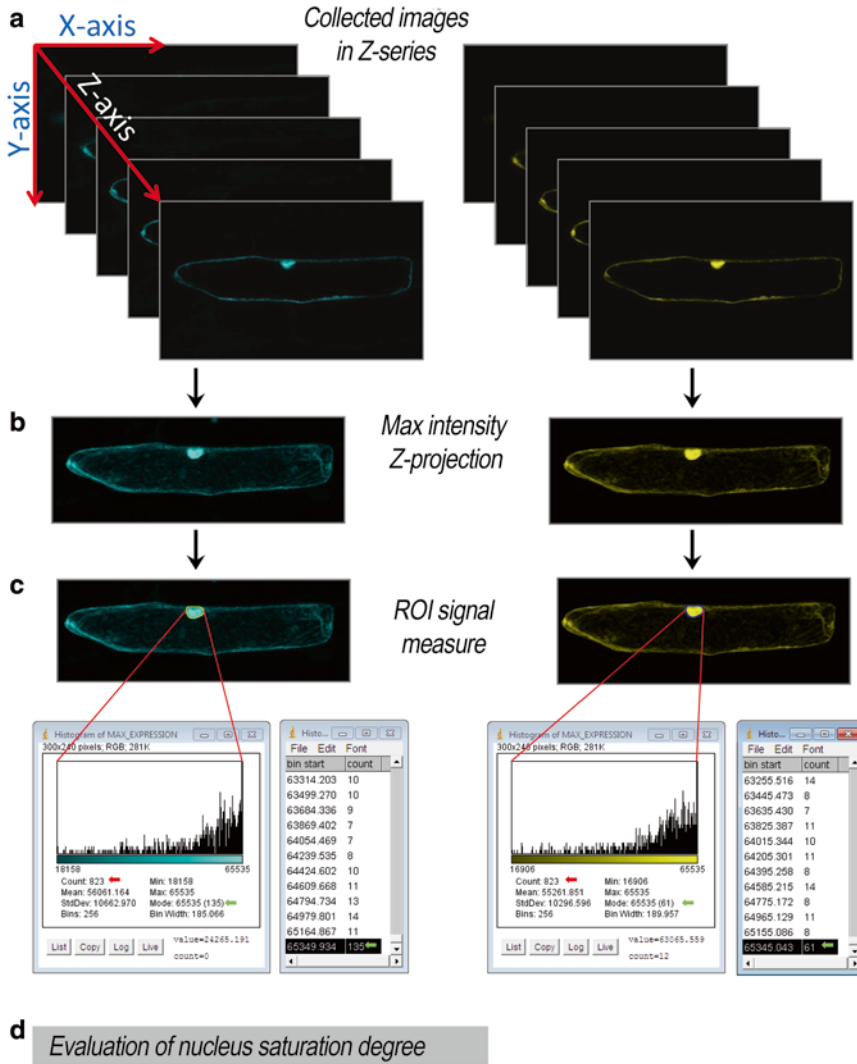 a
X-axis
Y-axis
Z-axis
Collected images
in Z-series
b
Max intensity
Z-projection
c
ROI signal
measure
Histogram of MAX_EXPRESSION
300x240 pixels; RGB; 281K
18158 65535
Count: 823 Min: 18158
Mean: 56061.164 Max: 65535
StdDev: 10662.970 Mode: 65535 (135)
Bins: 256 Bin Width: 185.066
List Copy Log Live value=24265.191
count=0
Histo...
File Edit Font
bin start count
63314.203 10
63499.270 10
63684.336 9
63869.402 7
64054.469 7
64239.535 8
64424.602 10
64609.668 11
64794.734 13
64979.801 14
65164.867 11
65349.934 135
Histogram of MAX_EXPRESSION
300x240 pixels; RGB; 281K
16906 65535
Count: 823 Min: 16906
Mean: 55261.851 Max: 65535
StdDev: 10296.596 Mode: 65535 (61)
Bins: 256 Bin Width: 189.957
List Copy Log Live value=63065.559
count=12
Histo...
File Edit Font
bin start count
63255.516 14
63445.473 8
63635.430 7
63825.387 11
64015.344 10
64205.301 11
64395.258 8
64585.215 14
64775.172 8
64965.129 11
65155.086 8
65345.043 61
d
Evaluation of nucleus saturation degree